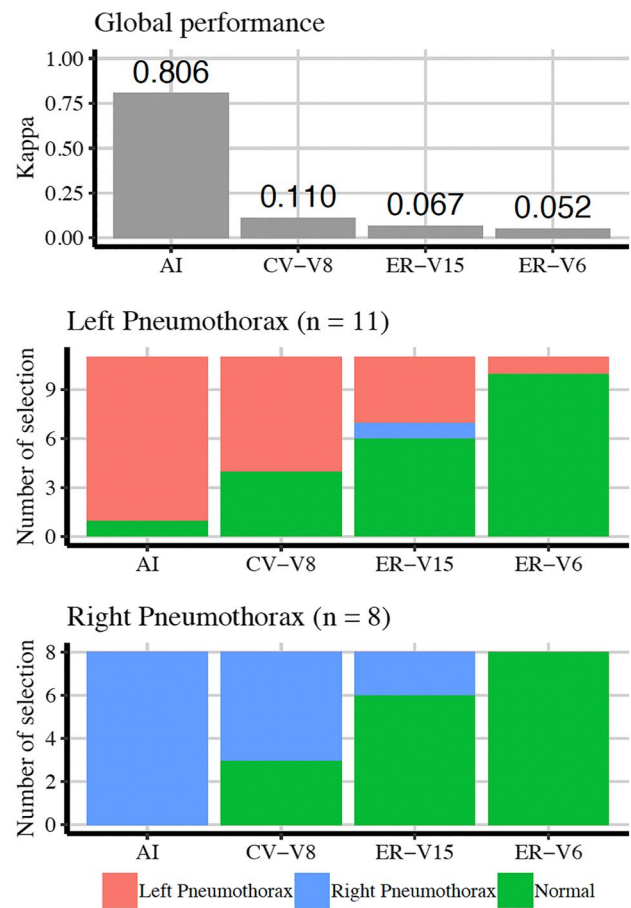 Global performance
Kappa
1.00
0.75
0.50
0.25
0.00
0.806
0.110
0.067
0.052
AI CV−V8 ER−V15 ER−V6
Left Pneumothorax (n = 11)
Number of selection
9
6
3
0
AI CV−V8 ER−V15 ER−V6
Right Pneumothorax (n = 8)
Number of selection
8
6
4
2
0
AI CV−V8 ER−V15 ER−V6
Left Pneumothorax Right Pneumothorax Normal